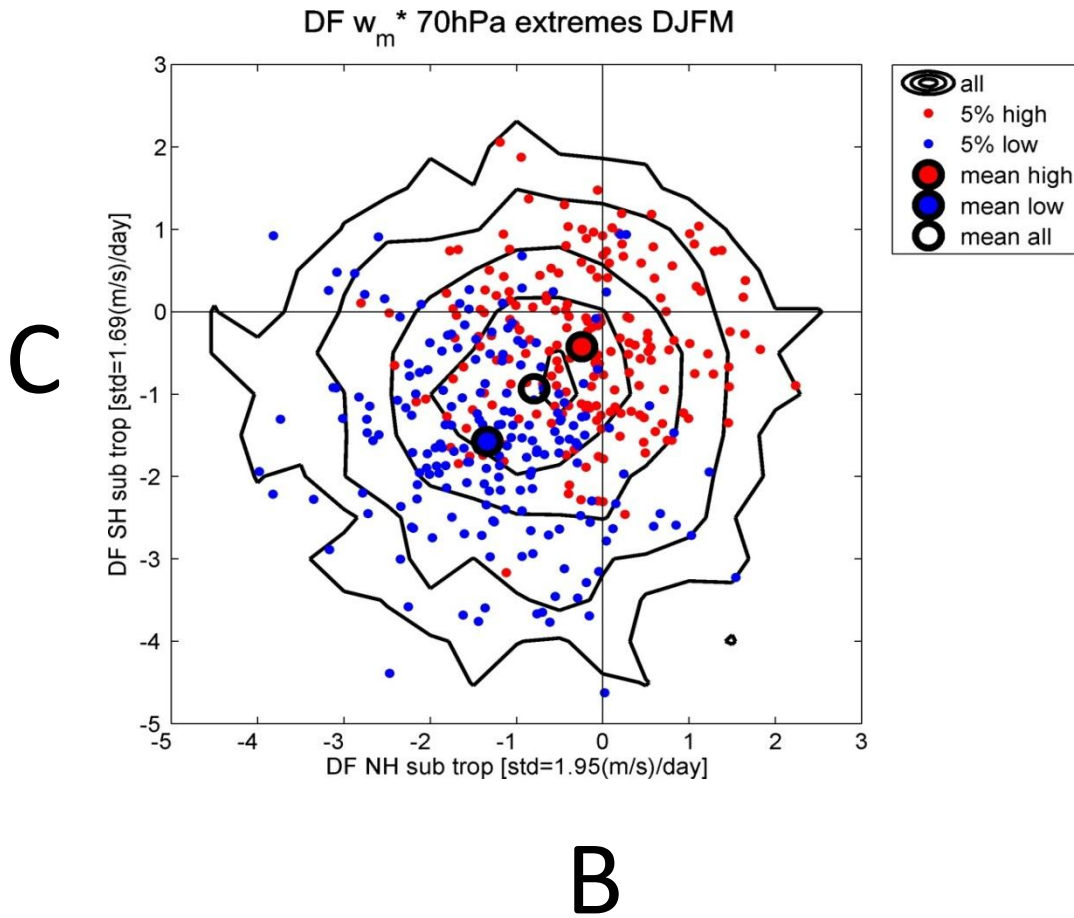 DF w_m* 70hPa extremes DJFM
all
5% high
5% low
mean high
mean low
mean all
3
2
1
0
-1
-2
-3
-4
-5
-5
-4
-3
-2
-1
0
1
2
3
DF SH sub trop [std=1.69(m/s)/day]
DF NH sub trop [std=1.95(m/s)/day]
C
B